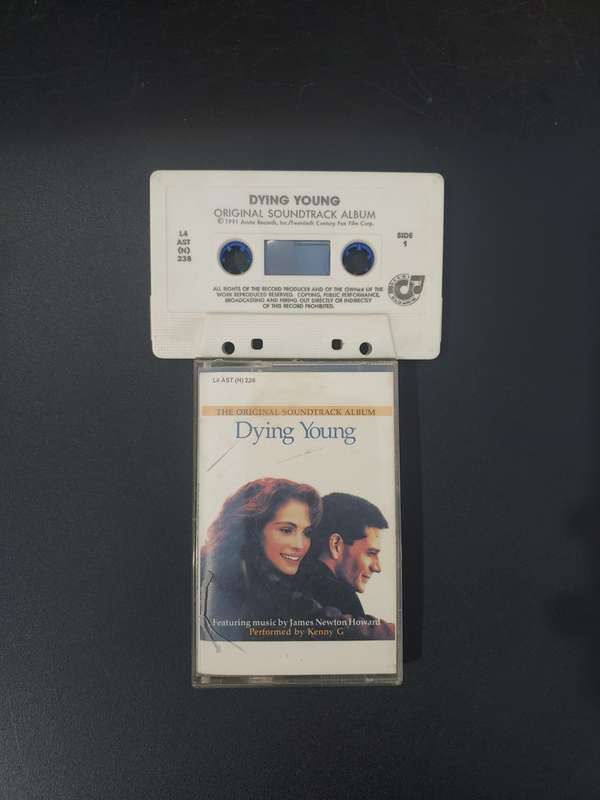 DYING YOUNG
ORIGINAL SOUNDTRACK ALBUM
© 1991 Arista Records, Inc./Twentieth Century Fox Film Corp.
L4
AST
(N)
238
SIDE
1
ALL RIGHTS OF THE RECORD PRODUCER AND OF THE OWNER OF THE
WORK REPRODUCED RESERVED. COPYING, PUBLIC PERFORMANCE,
BROADCASTING AND HIRING OUT DIRECTLY OR INDIRECTLY
OF THIS RECORD PROHIBITED.
L4 AST (N) 238
THE ORIGINAL SOUNDTRACK ALBUM
Dying Young
Featuring music by James Newton Howard
Performed by Kenny G